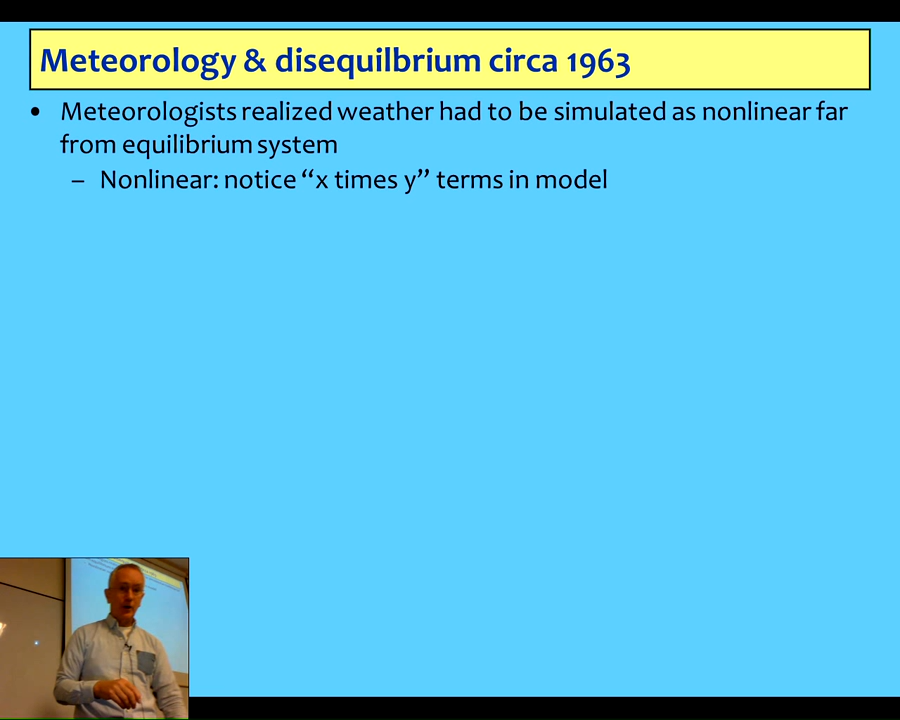 Meteorology & disequilbrium circa 1963
• Meteorologists realized weather had to be simulated as nonlinear far
from equilibrium system
– Nonlinear: notice “x times y” terms in model